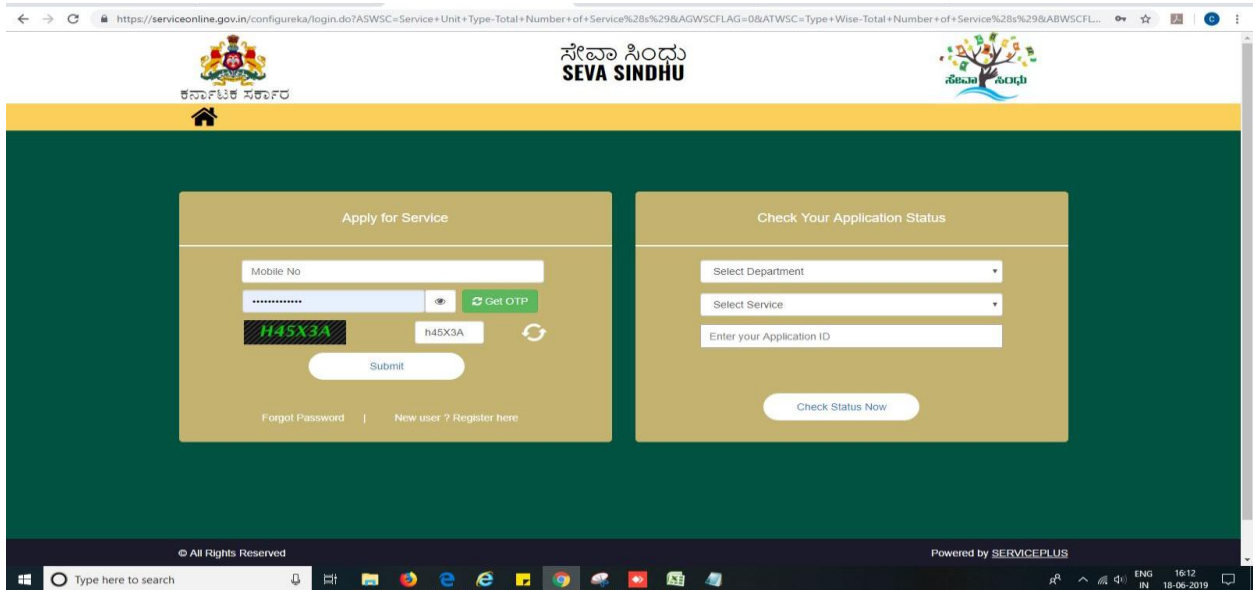 https://serviceonline.gov.in/configureka/login.do?ASWSC=Service+Unit+Type-Total+Number+of+Service%28s%29&AGWSCFLAG=0&ATWSC=Type+Wise-Total+Number+of+Service%28s%29&ABWSCFL...
ಕರ್ನಾಟಕ ಸರ್ಕಾರ
ಸೇವಾ ಸಿಂಧು
SEVA SINDHU
ಸೇವಾ ಸಿಂಧು
Apply for Service
Mobile No
•••••••••••••
Get OTP
H45X3A
h45X3A
Submit
Forgot Password | New user ? Register here
Check Your Application Status
Select Department
Select Service
Enter your Application ID
Check Status Now
© All Rights Reserved
Powered by SERVICEPLUS
Type here to search
ENG
IN
16:12
18-06-2019